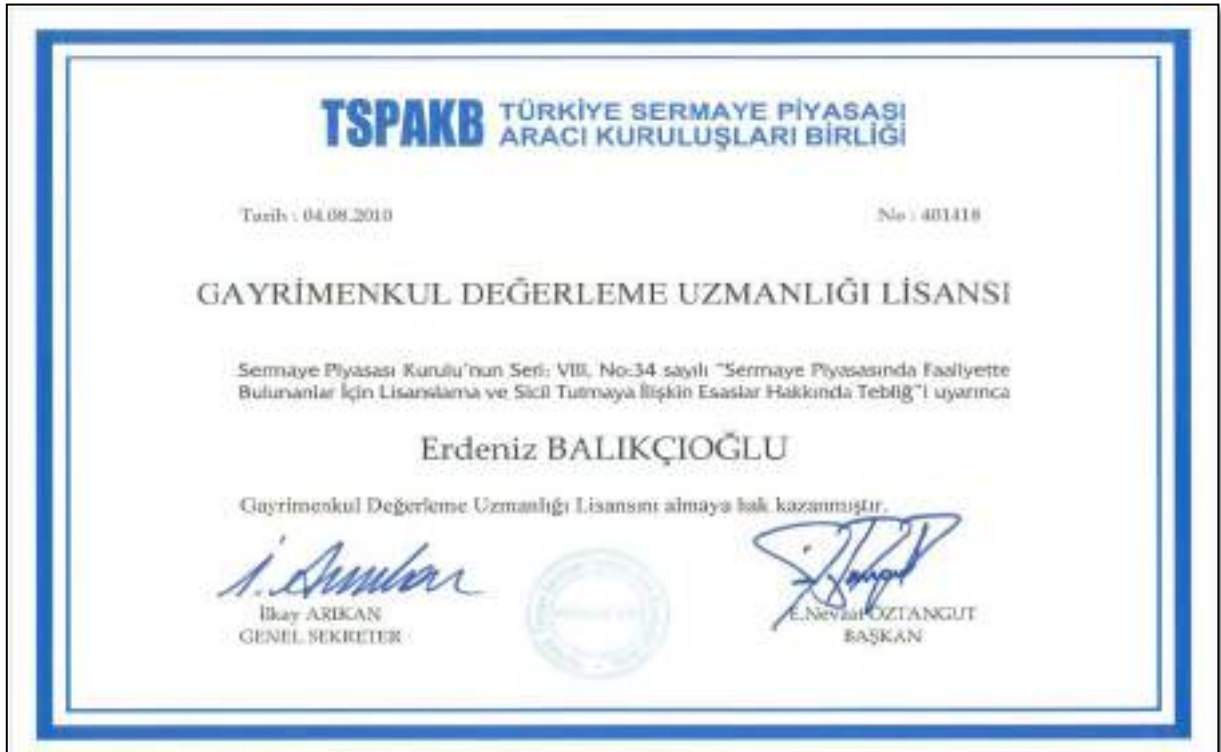 TSPAKB TÜRKİYE SERMAYE PİYASASI
ARACI KURULUŞLARI BİRLİĞİ
Tarih : 04.08.2010 No : 401418
GAYRİMENKUL DEĞERLEME UZMANLIĞI LİSANSI
Sermaye Piyasası Kurulu'nun Seri: VIII, No:34 sayılı "Sermaye Piyasasında Faaliyette
Bulunanlar İçin Lisanslama ve Sicil Tutmaya İlişkin Esaslar Hakkında Tebliğ"i uyarınca
Erdeniz BALIKÇIOĞLU
Gayrimenkul Değerleme Uzmanlığı Lisansını almaya hak kazanmıştır.
İlkay ARIKAN E.Nevzat ÖZTANGUT
GENEL SEKRETER BAŞKAN